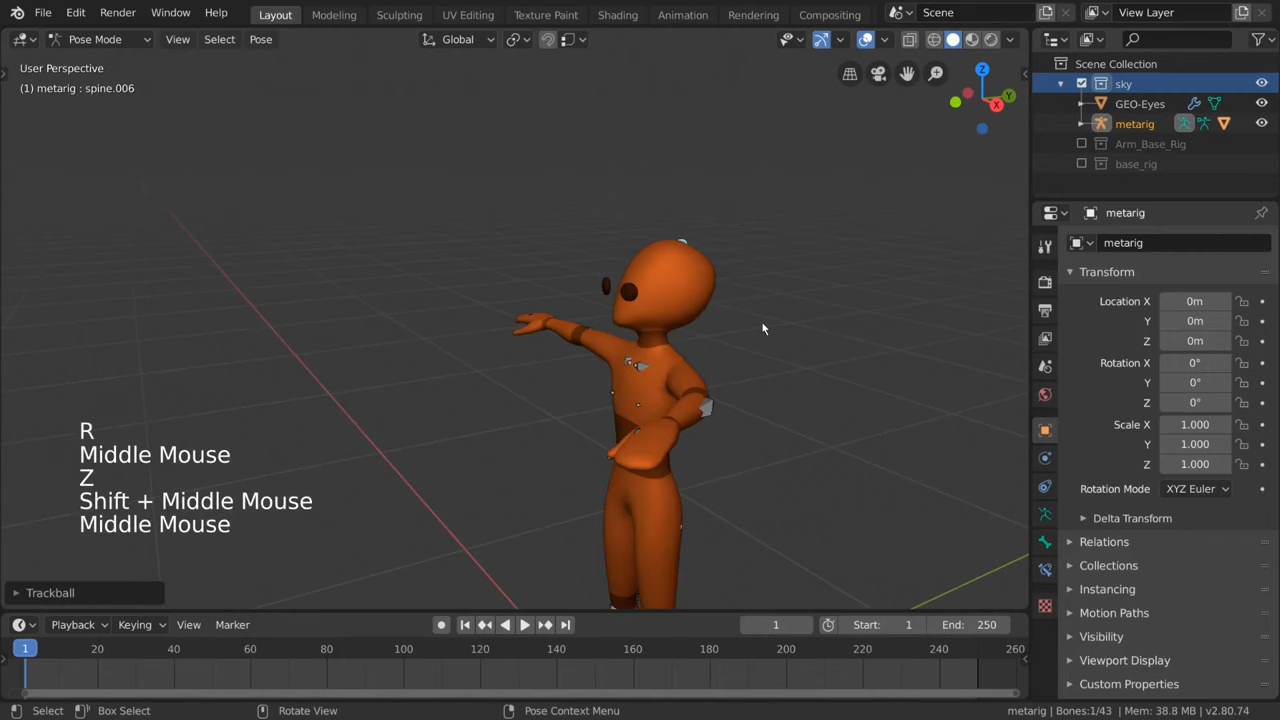 File Edit Render Window Help Layout Modeling Sculpting UV Editing Texture Paint Shading Animation Rendering Compositing Scene View Layer
Pose Mode View Select Pose Global
User Perspective
(1) metarig : spine.006
Z
Y
X
R
Middle Mouse
Z
Shift + Middle Mouse
Middle Mouse
Trackball
Scene Collection
sky
GEO-Eyes
metarig
Arm_Base_Rig
base_rig
metarig
metarig
Transform
Location X 0m
Y 0m
Z 0m
Rotation X 0°
Y 0°
Z 0°
Scale X 1.000
Y 1.000
Z 1.000
Rotation Mode XYZ Euler
Delta Transform
Relations
Collections
Instancing
Motion Paths
Visibility
Viewport Display
Custom Properties
Playback Keying View Marker 1 Start: 1 End: 250
1 20 40 60 80 100 120 140 160 180 200 220 240 260
Select Box Select Rotate View Pose Context Menu metarig | Bones:1/43 | Mem: 38.8 MB | v2.80.74